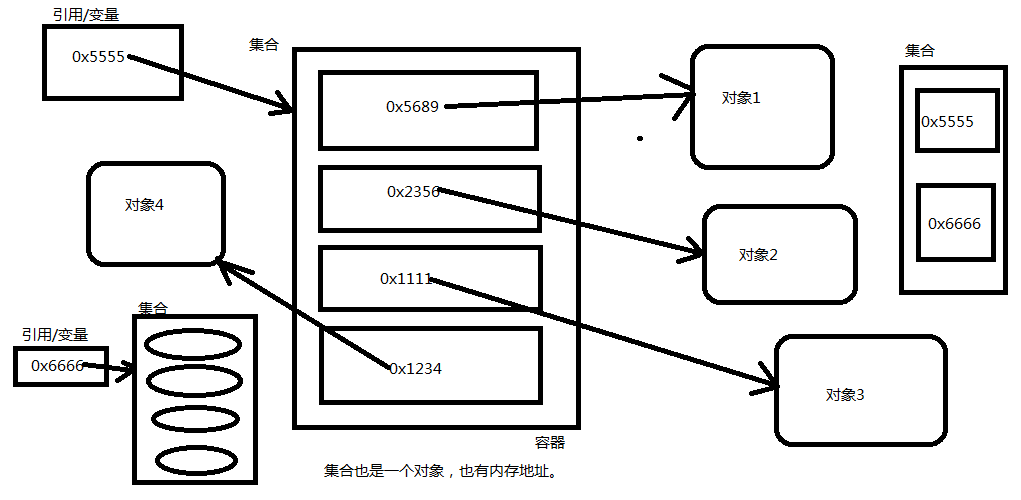 引用/变量
0x5555
集合
0x5689
0x2356
0x1111
0x1234
容器
对象1
对象2
对象3
对象4
集合
0x5555
0x6666
引用/变量
0x6666
集合
集合也是一个对象，也有内存地址。